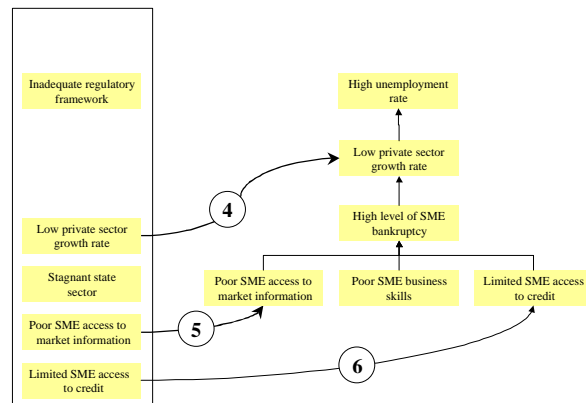 Inadequate regulatory
framework
Low private sector
growth rate
Stagnant state
sector
Poor SME access to
market information
Limited SME access
to credit
4
5
6
High unemployment
rate
Low private sector
growth rate
High level of SME
bankruptcy
Poor SME access to
market information
Poor SME business
skills
Limited SME access
to credit